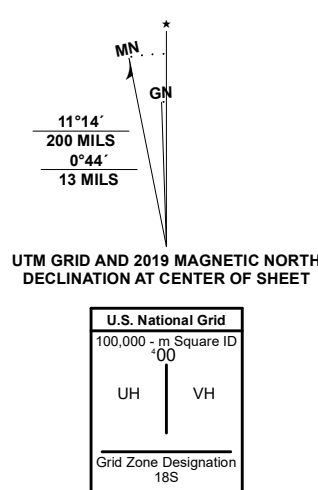 MN
GN
11°14´
200 MILS
0°44´
13 MILS
UTM GRID AND 2019 MAGNETIC NORTH
DECLINATION AT CENTER OF SHEET
U.S. National Grid
100,000 - m Square ID
⁴00
UH VH
Grid Zone Designation
18S